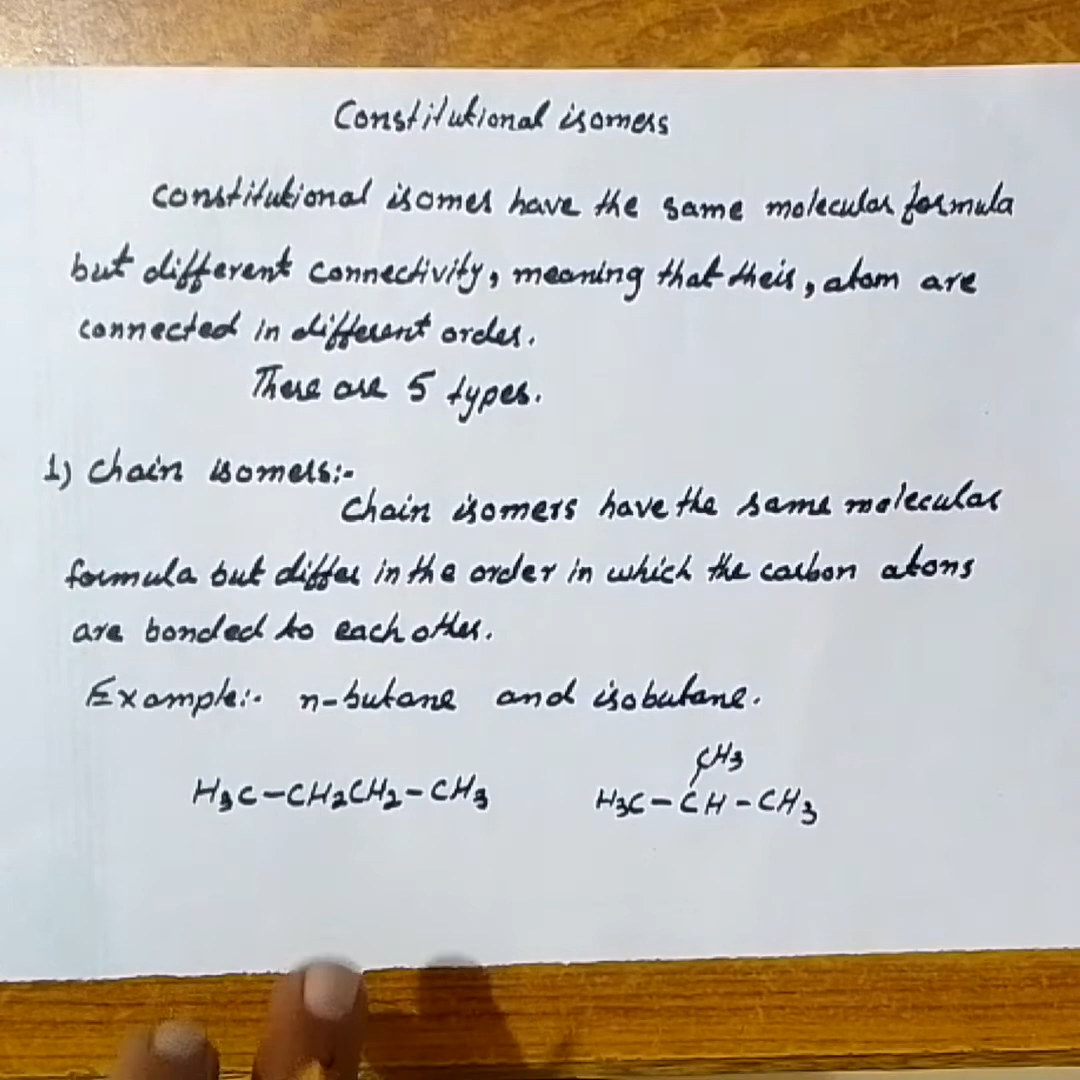 Constitutional isomers
constitutional isomes have the same molecular formula
but different connectivity, meaning that their, atom are
connected in different order.
There are 5 types.
1) Chain isomers:-
Chain isomers have the same molecular
formula but differ in the order in which the carbon atons
are bonded to each other.
Example:- n-butane and isobutane.
CH3
H3C-CH2CH2-CH3 H3C-CH-CH3